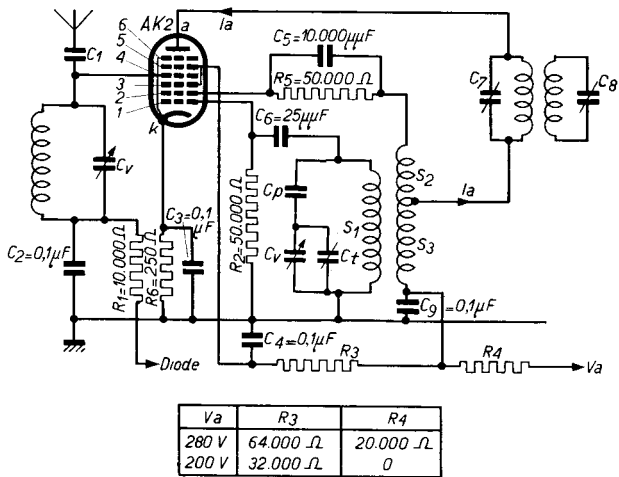 AK2
a
Ia
6
5
4
3
2
1
k
C1
C5=10.000μμF
R5=50.000 Ω
C6=25μμF
C7
C8
Cv
S2
Ia
S3
Cp
S1
Cv
Ct
C2=0,1μF
R1=10.000Ω
R6=250Ω
C3=0,1
μF
R2=50.000 Ω
C9=0,1μF
C4=0,1μF
Diode
R3
R4
Va
Va R3 R4
280 V 64.000 Ω 20.000 Ω
200 V 32.000 Ω 0